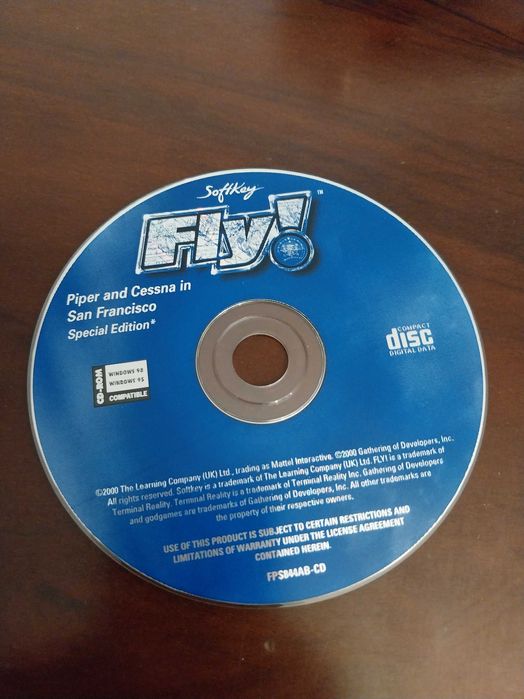 SoftKey
Fly!™
Piper and Cessna in
San Francisco
Special Edition*
CD-ROM
WINDOWS 98
WINDOWS 95
COMPATIBLE
COMPACT
disc
DIGITAL DATA
©2000 The Learning Company (UK) Ltd., trading as Mattel Interactive. ©2000 Gathering of Developers, Inc.
All rights reserved. Softkey is a trademark of The Learning Company (UK) Ltd. FLY! is a trademark of
Terminal Reality. Terminal Reality is a trademark of Terminal Reality Inc. Gathering of Developers
and godgames are trademarks of Gathering of Developers, Inc. All other trademarks are
the property of their respective owners.
USE OF THIS PRODUCT IS SUBJECT TO CERTAIN RESTRICTIONS AND
LIMITATIONS OF WARRANTY UNDER THE LICENSE AGREEMENT
CONTAINED HEREIN.
FPS844AB-CD